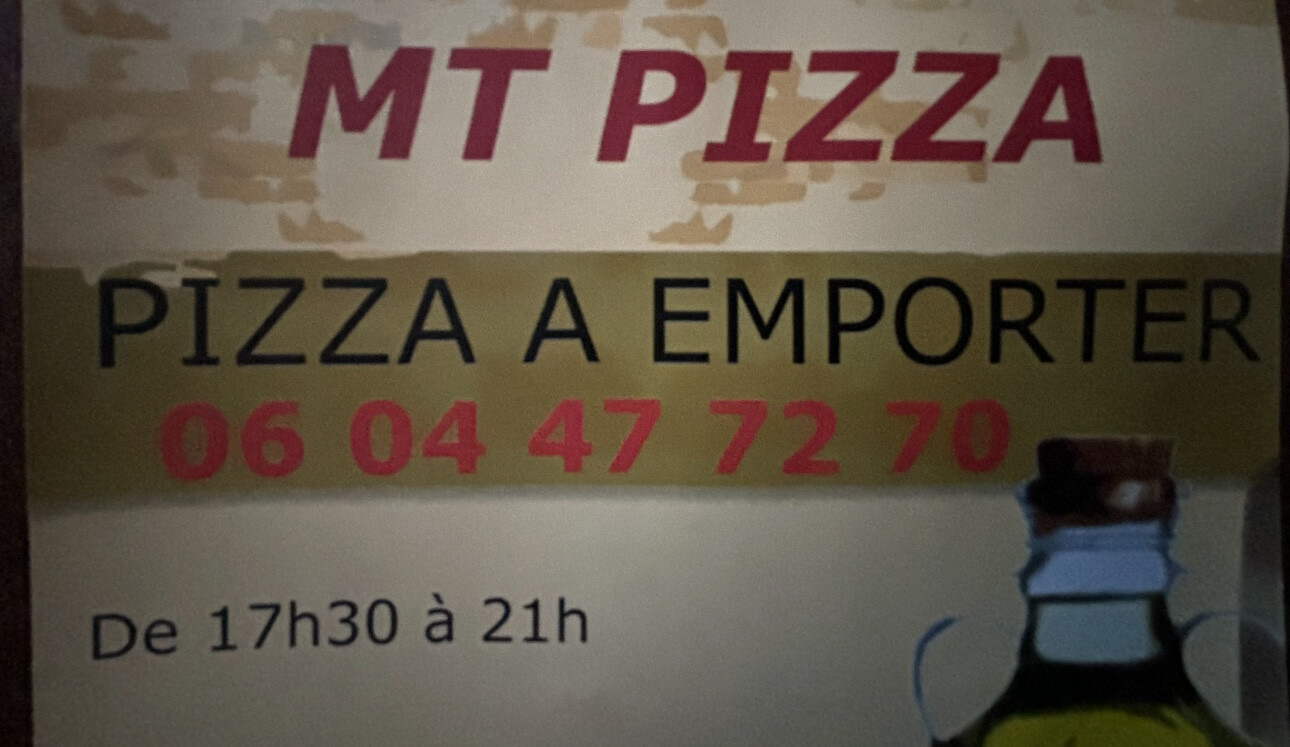 MT PIZZA
PIZZA A EMPORTER
06 04 47 72 70
De 17h30 à 21h